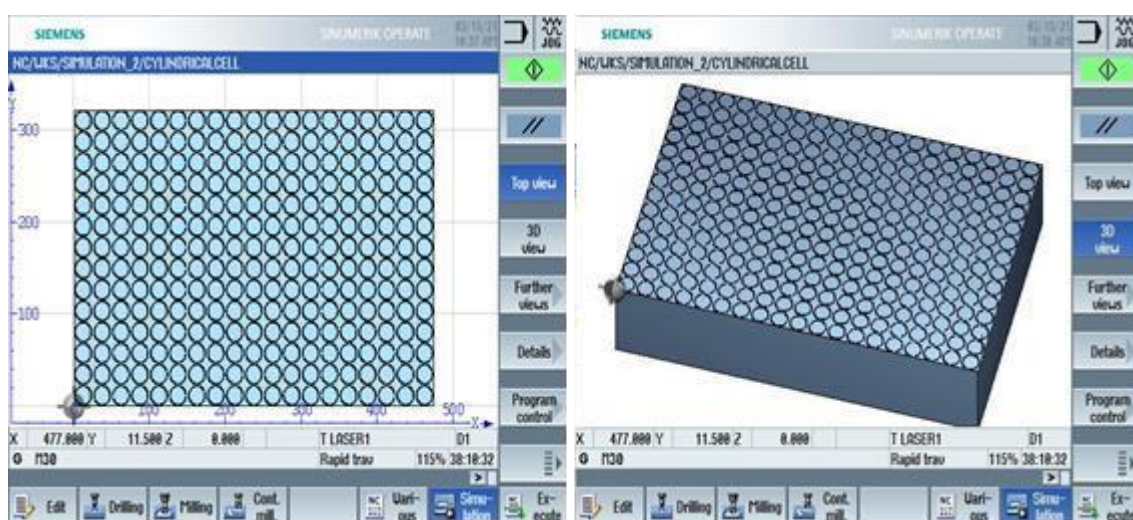 SIEMENS
SINUMERIK OPERATE
JOG
NC/WKS/SIMULATION_2/CYLINDRICALCELL
Y
300
200
100
100
200
300
400
500
X
Top view
3D
view
Further
views
Details
Program
control
X 477.000 Y 11.500 Z 0.000 T LASER1 D1
G M30 Rapid trav 115% 38:10:32
Edit
Drilling
Milling
Cont.
mill.
NC
Vari-
ous
Simu-
lation
NC
Ex-
ecute
SIEMENS
SINUMERIK OPERATE
JOG
NC/WKS/SIMULATION_2/CYLINDRICALCELL
Top view
3D
view
Further
views
Details
Program
control
X 477.000 Y 11.500 Z 0.000 T LASER1 D1
G M30 Rapid trav 115% 38:10:32
Edit
Drilling
Milling
Cont.
mill.
NC
Vari-
ous
Simu-
lation
NC
Ex-
ecute